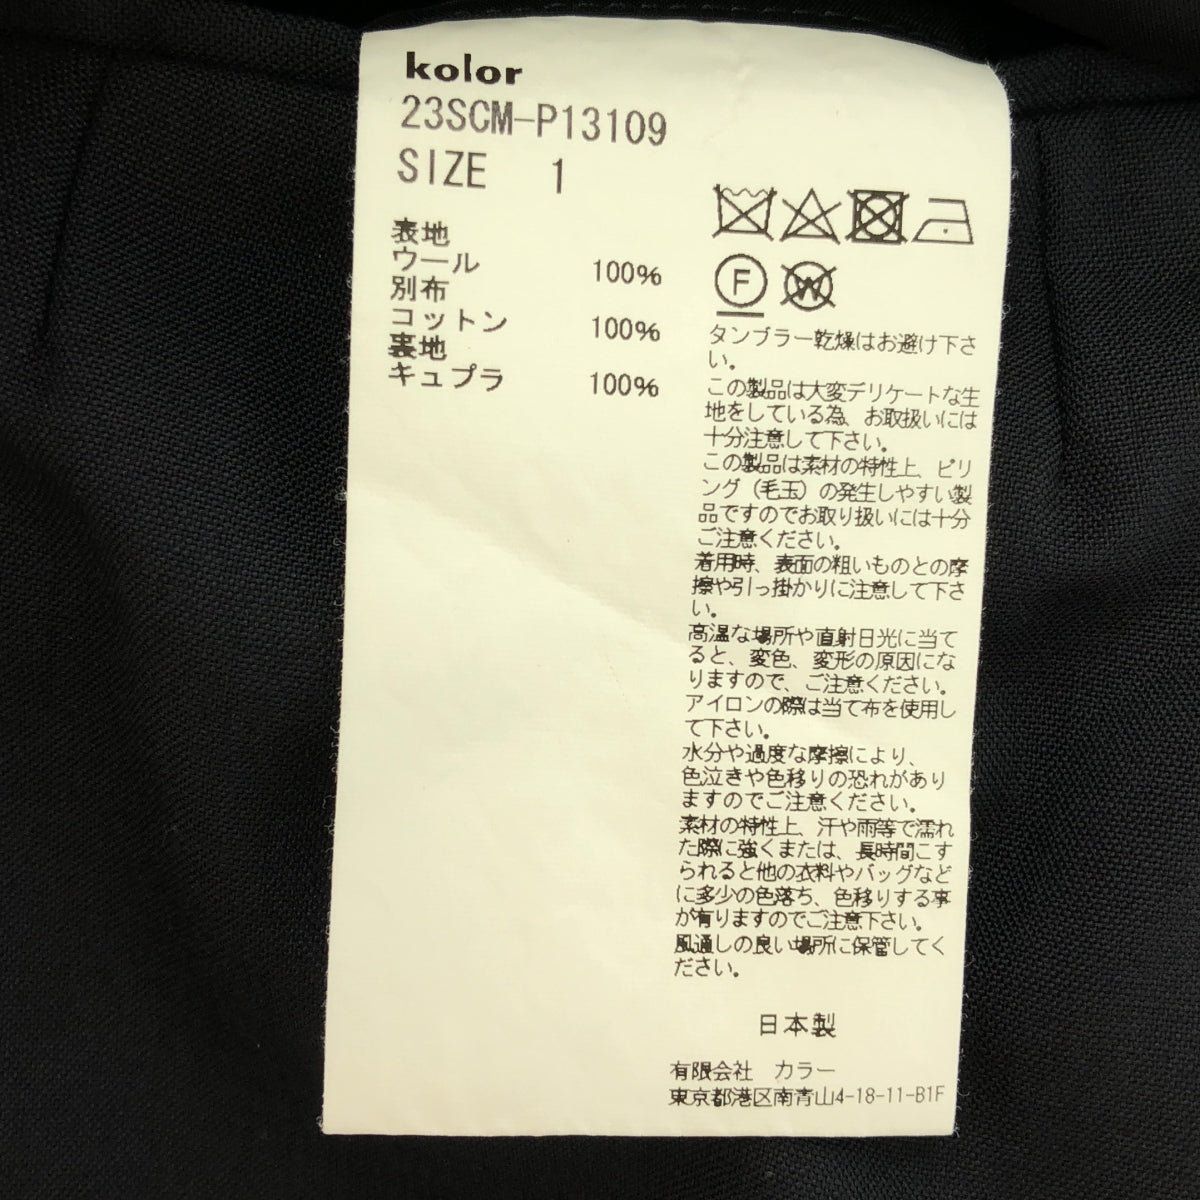 kolor
23SCM-P13109
SIZE 1
表地
ウール 100%
別布
コットン 100%
裏地
キュプラ 100%
F W
タンブラー乾燥はお避け下さ
い。
この製品は大変デリケートな生
地をしている為、お取扱いには
十分注意して下さい。
この製品は素材の特性上、ピリ
ング（毛玉）の発生しやすい製
品ですのでお取り扱いには十分
ご注意ください。
着用時、表面の粗いものとの摩
擦や引っ掛かりに注意して下さ
い。
高温な場所や直射日光に当て
ると、変色、変形の原因にな
りますので、ご注意ください。
アイロンの際は当て布を使用し
て下さい。
水分や過度な摩擦により、
色泣きや色移りの恐れがあり
ますのでご注意ください。
素材の特性上、汗や雨等で濡れ
た際に強くまたは、長時間こす
られると他の衣料やバッグなど
に多少の色落ち、色移りする事
が有りますのでご注意下さい。
風通しの良い場所に保管してく
ださい。
日本製
有限会社 カラー
東京都港区南青山4-18-11-B1F